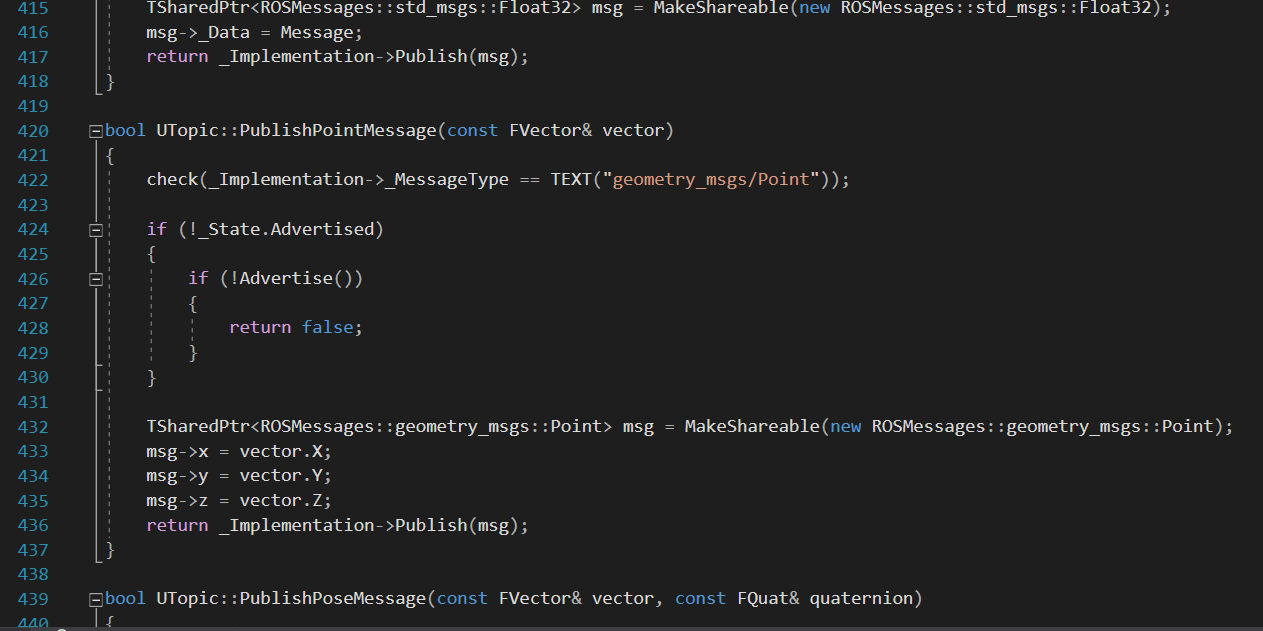 415 TSharedPtr<ROSMessages::std_msgs::Float32> msg = MakeShareable(new ROSMessages::std_msgs::Float32);
416 msg->_Data = Message;
417 return _Implementation->Publish(msg);
418 }
419
420 bool UTopic::PublishPointMessage(const FVector& vector)
421 {
422 check(_Implementation->_MessageType == TEXT("geometry_msgs/Point"));
423
424 if (!_State.Advertised)
425 {
426 if (!Advertise())
427 {
428 return false;
429 }
430 }
431
432 TSharedPtr<ROSMessages::geometry_msgs::Point> msg = MakeShareable(new ROSMessages::geometry_msgs::Point);
433 msg->x = vector.X;
434 msg->y = vector.Y;
435 msg->z = vector.Z;
436 return _Implementation->Publish(msg);
437 }
438
439 bool UTopic::PublishPoseMessage(const FVector& vector, const FQuat& quaternion)
440 {